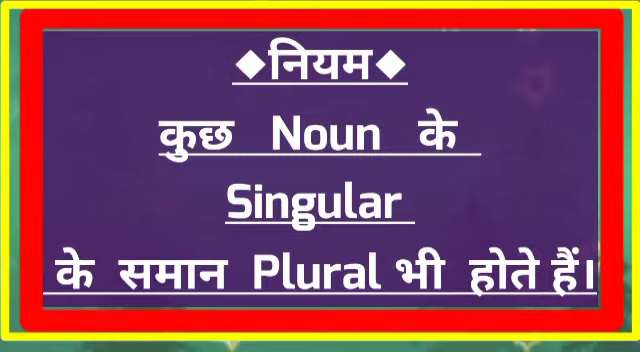 ◆नियम◆
कुछ Noun के
Singular
के समान Plural भी होते हैं।